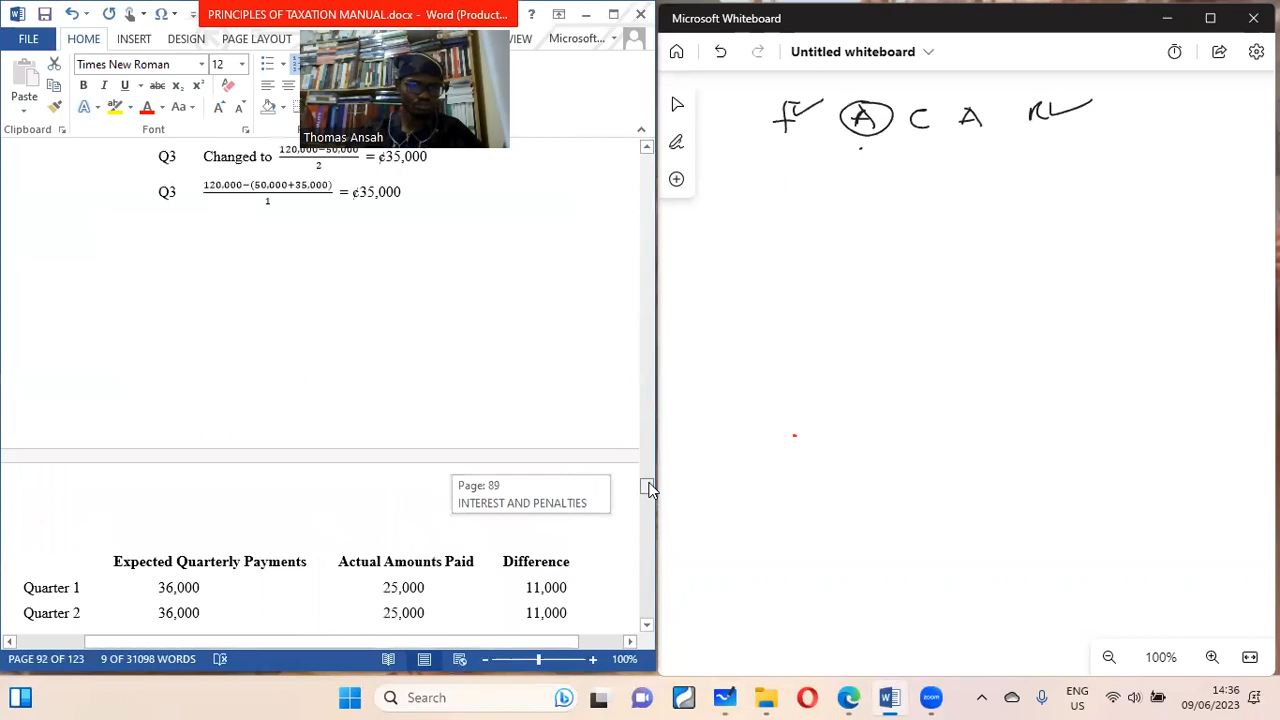 PRINCIPLES OF TAXATION MANUAL.docx - Word (Product...
FILE HOME INSERT DESIGN PAGE LAYOUT VIEW Microsoft...
Times New Roman 12
Paste
B I U abc x₂ x²
Clipboard Font
Thomas Ansah
Q3 Changed to 120,000−50,000 / 2 = ¢35,000
Q3 120,000−(50,000+35,000) / 1 = ¢35,000
Page: 89
INTEREST AND PENALTIES
Expected Quarterly Payments Actual Amounts Paid Difference
Quarter 1 36,000 25,000 11,000
Quarter 2 36,000 25,000 11,000
PAGE 92 OF 123 9 OF 31098 WORDS 100%
Microsoft Whiteboard
Untitled whiteboard
F A C A R
100%
Search
ENG
US
14:36
09/06/2023
zoom